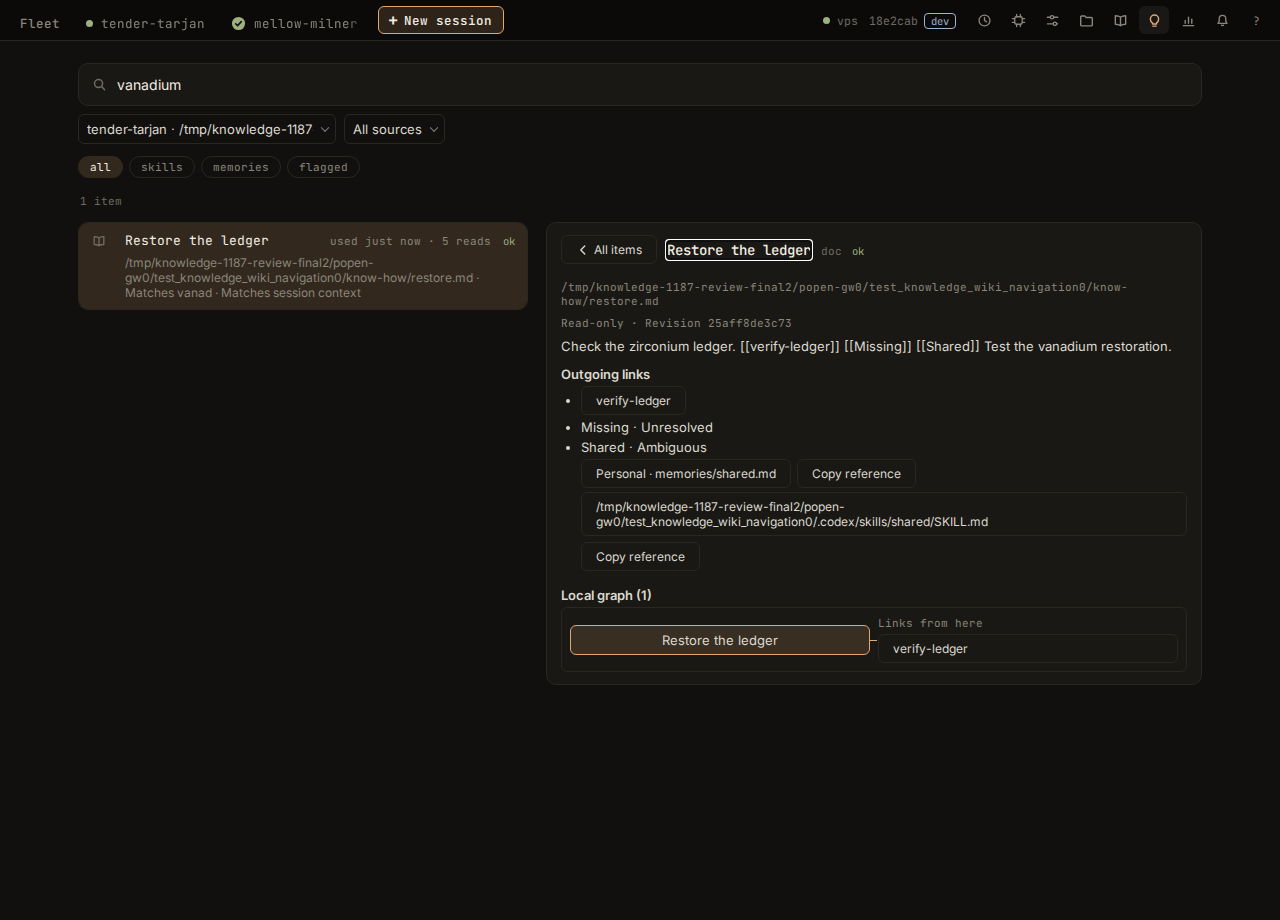 Fleet tender-tarjan mellow-milner + New session vps 18e2cab dev ?
vanadium
tender-tarjan · /tmp/knowledge-1187 All sources
all skills memories flagged
1 item
Restore the ledger used just now · 5 reads ok
/tmp/knowledge-1187-review-final2/popen-
gw0/test_knowledge_wiki_navigation0/know-how/restore.md ·
Matches vanad · Matches session context
All items Restore the ledger doc ok
/tmp/knowledge-1187-review-final2/popen-gw0/test_knowledge_wiki_navigation0/know-
how/restore.md
Read-only · Revision 25aff8de3c73
Check the zirconium ledger. [[verify-ledger]] [[Missing]] [[Shared]] Test the vanadium restoration.
Outgoing links
• verify-ledger
• Missing · Unresolved
• Shared · Ambiguous
Personal · memories/shared.md Copy reference
/tmp/knowledge-1187-review-final2/popen-
gw0/test_knowledge_wiki_navigation0/.codex/skills/shared/SKILL.md
Copy reference
Local graph (1)
Links from here
Restore the ledger
verify-ledger